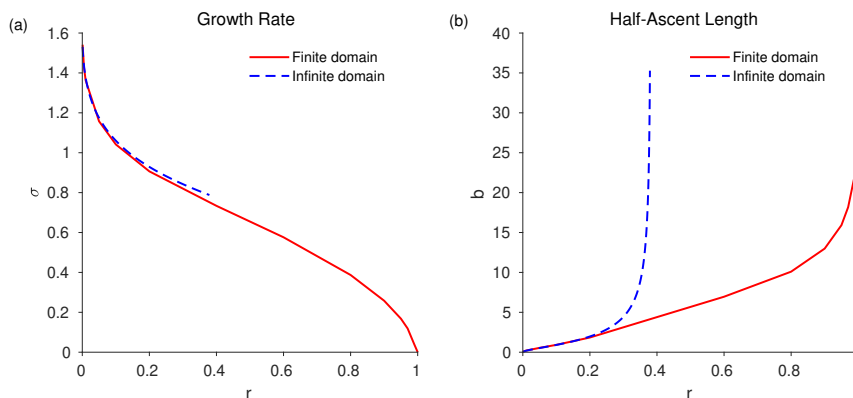 (a)
Growth Rate
1.6
1.4
1.2
1
0.8
0.6
0.4
0.2
0
σ
Finite domain
Infinite domain
0 0.2 0.4 0.6 0.8 1
r
(b)
Half-Ascent Length
40
35
30
25
20
15
10
5
0
b
Finite domain
Infinite domain
0 0.2 0.4 0.6 0.8
r